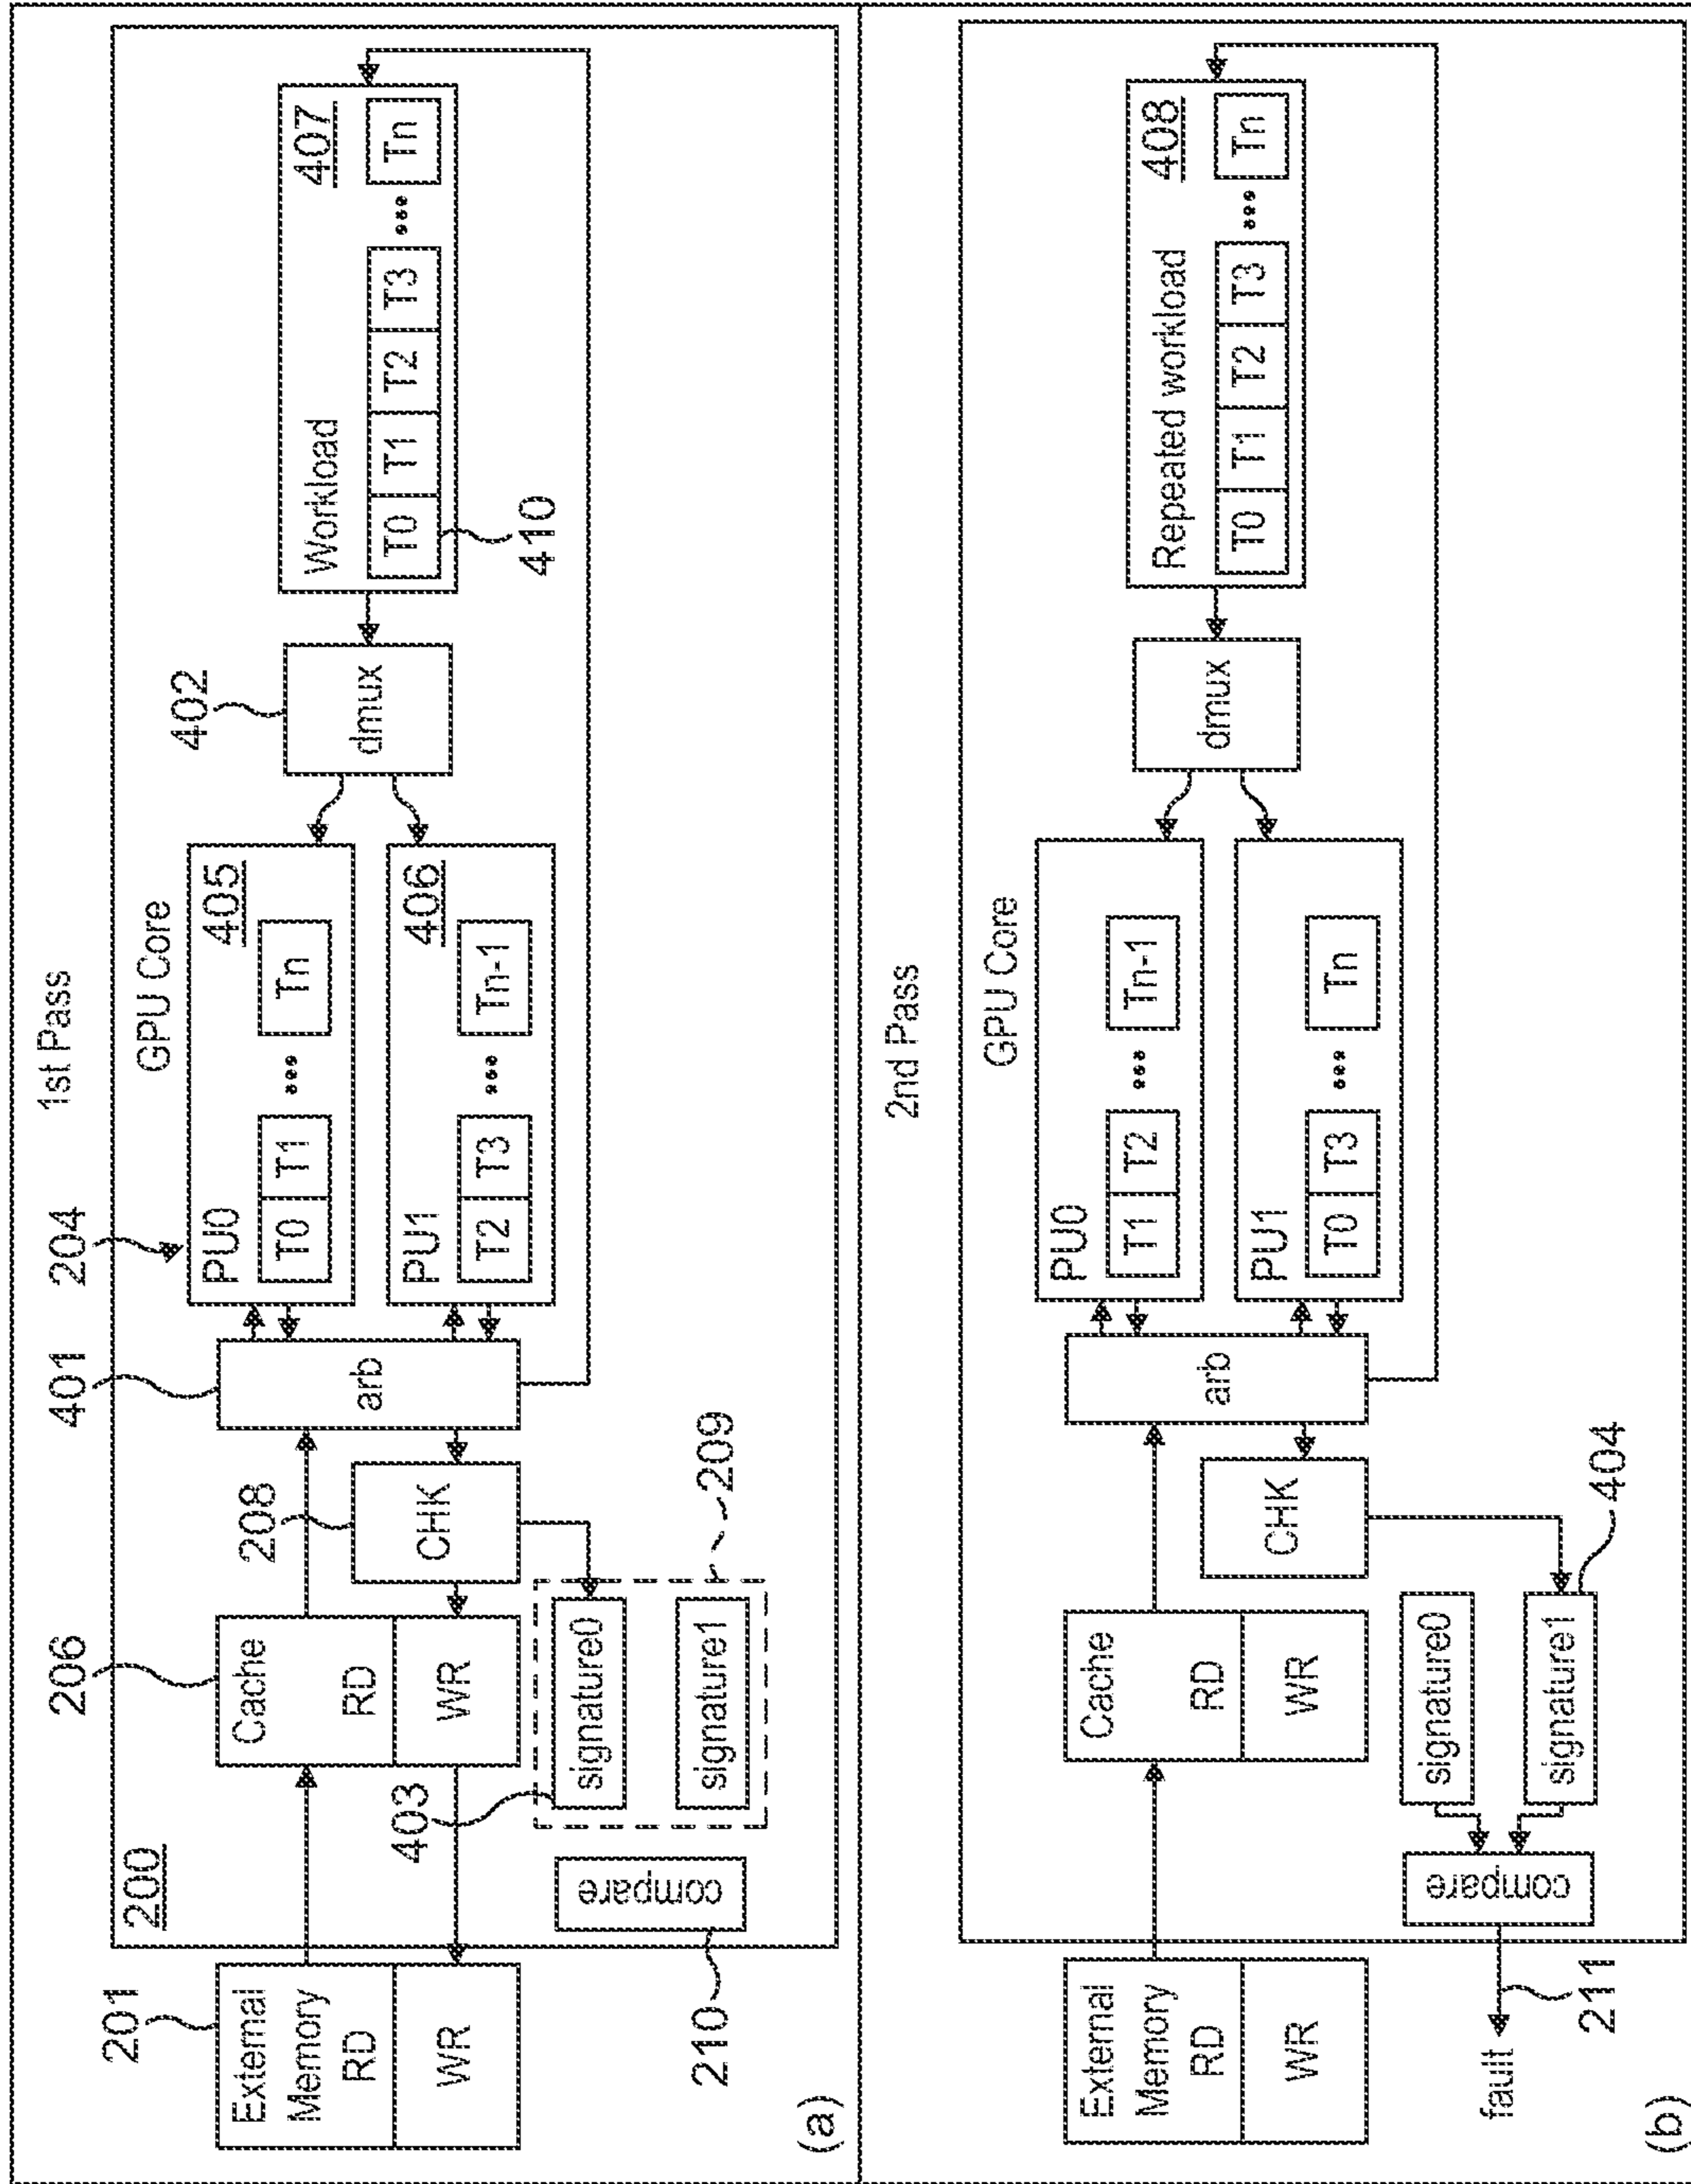 1st Pass
200
GPU Core
201
External
Memory
RD
WR
206
Cache
RD
WR
208
CHK
401
arb
204
PU0
405
T0 T1 ... Tn
PU1
406
T2 T3 ... Tn-1
402
dmux
Workload
407
T0 T1 T2 T3 ... Tn
410
403
signature0
signature1
209
compare
210
(a)
2nd Pass
GPU Core
External
Memory
RD
WR
Cache
RD
WR
CHK
arb
PU0
T1 T2 ... Tn-1
PU1
T0 T3 ... Tn
dmux
Repeated workload
408
T0 T1 T2 T3 ... Tn
signature0
signature1
404
compare
fault
211
(b)